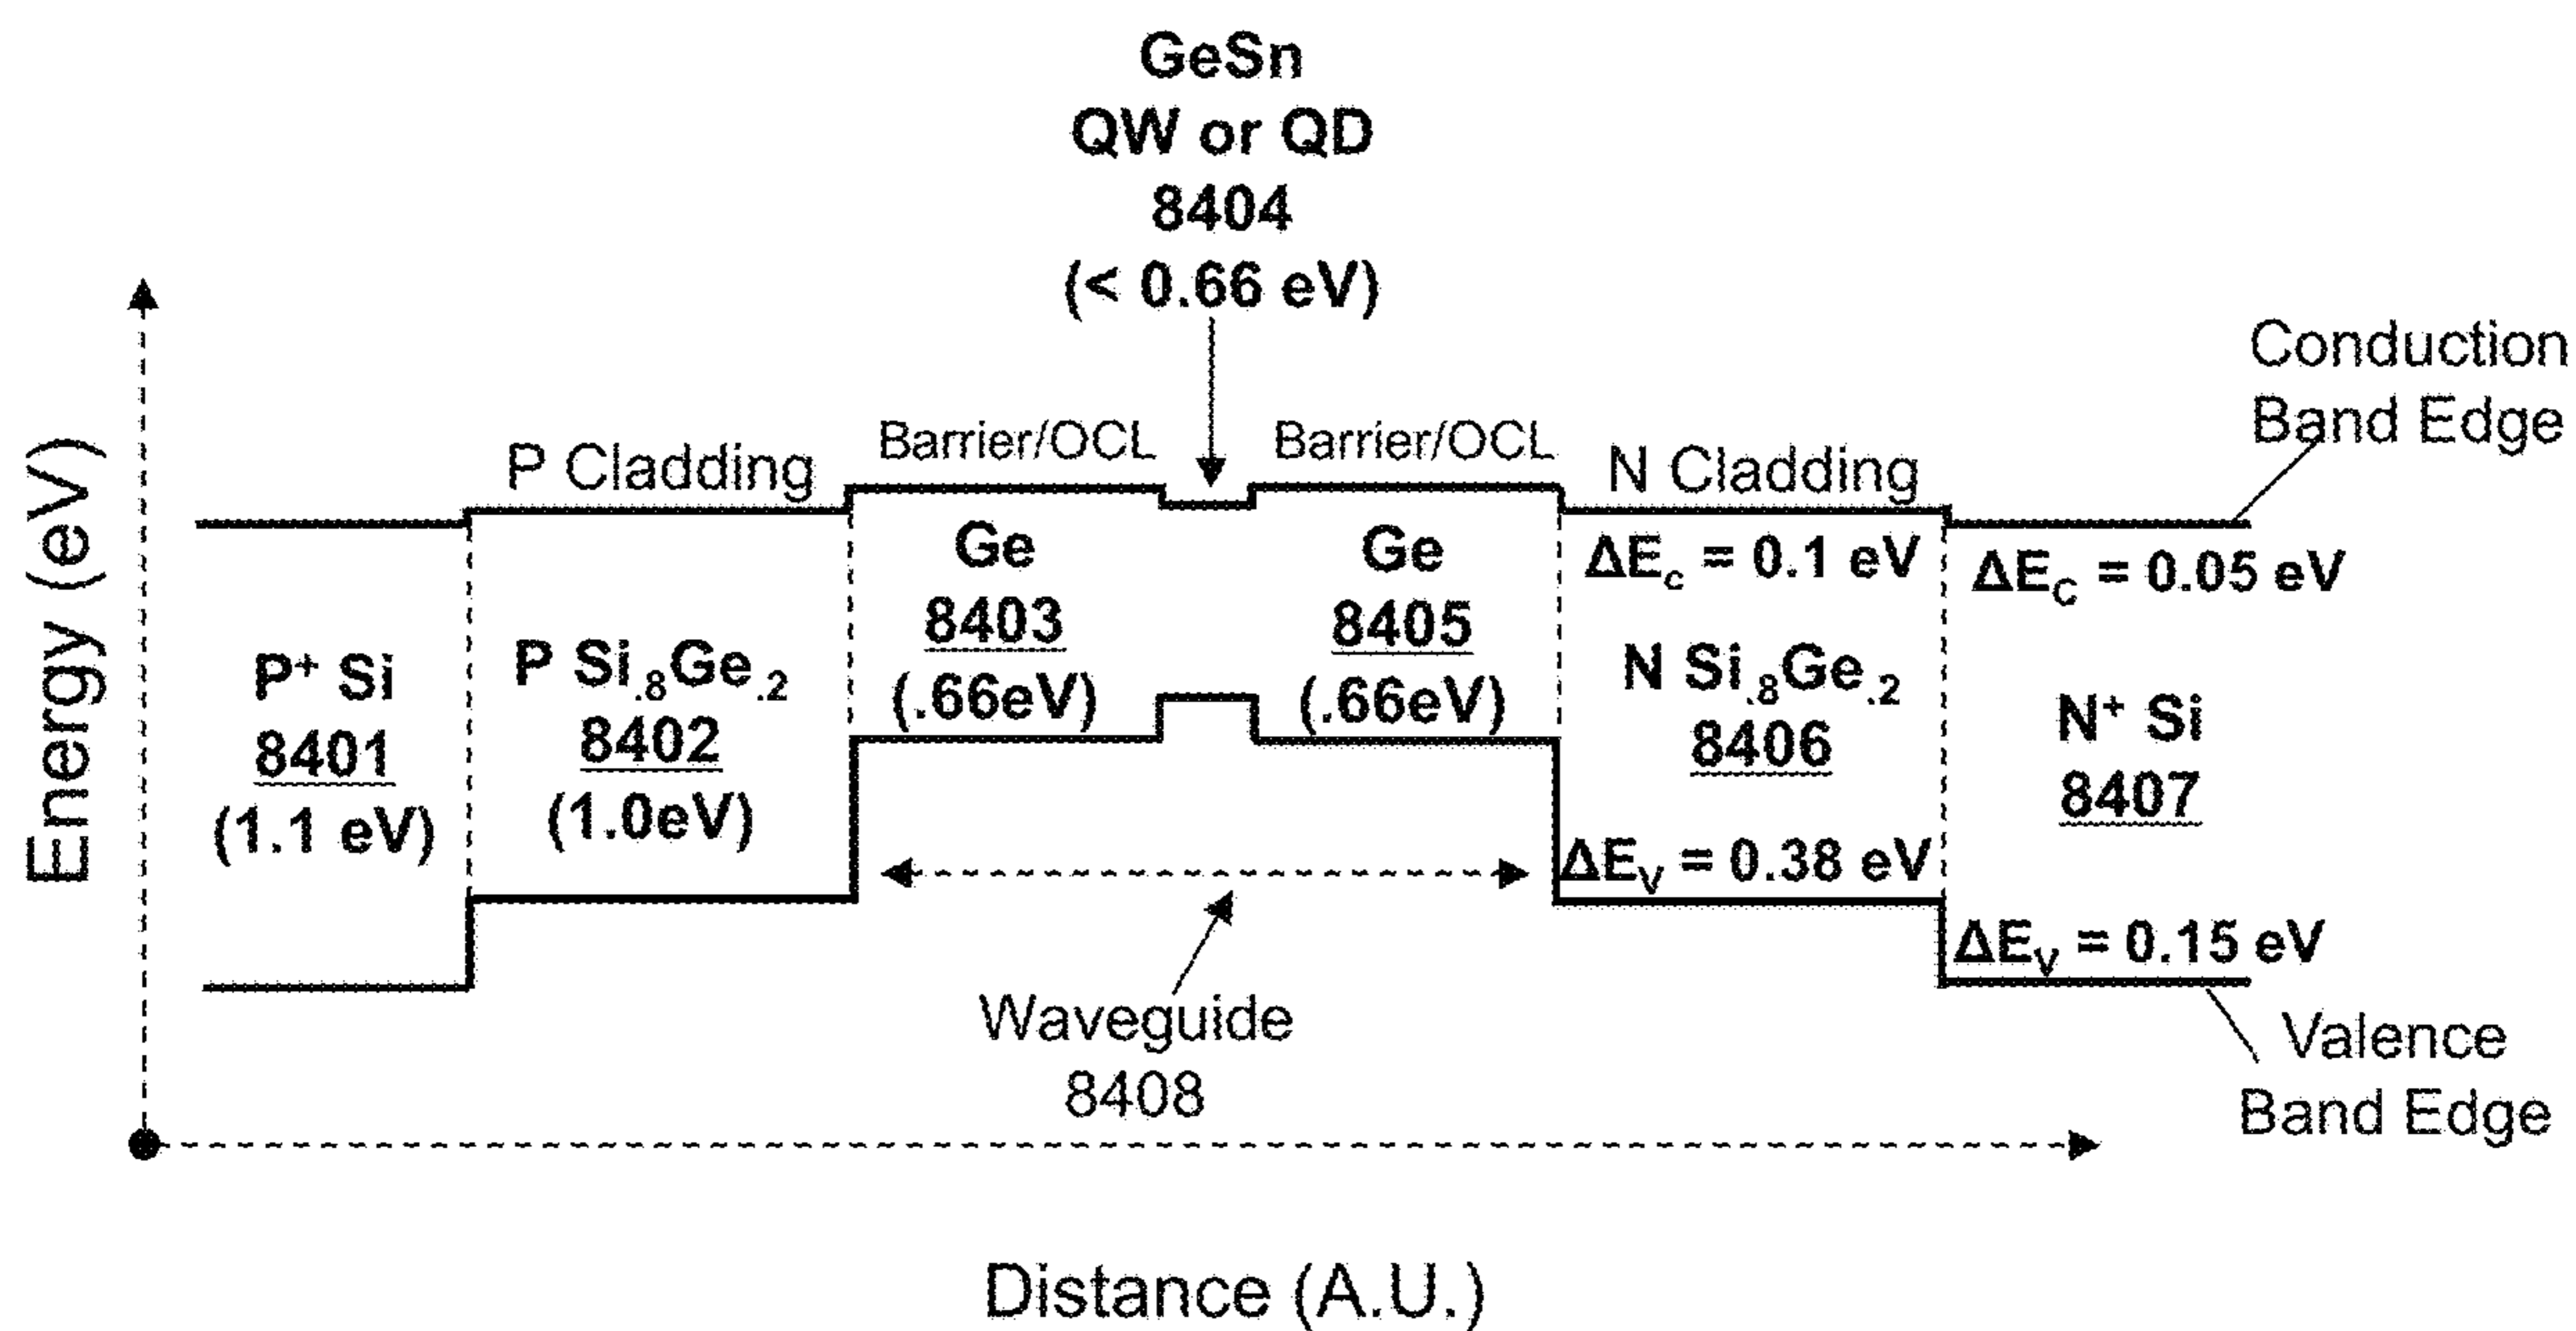 GeSn
QW or QD
8404
(< 0.66 eV)
Conduction
Band Edge
P Cladding
Barrier/OCL
Barrier/OCL
N Cladding
Energy (eV)
P+ Si
8401
(1.1 eV)
P Si.8Ge.2
8402
(1.0eV)
Ge
8403
(.66eV)
Ge
8405
(.66eV)
ΔEc = 0.1 eV
N Si.8Ge.2
8406
ΔEV = 0.38 eV
ΔEC = 0.05 eV
N+ Si
8407
ΔEV = 0.15 eV
Waveguide
8408
Valence
Band Edge
Distance (A.U.)